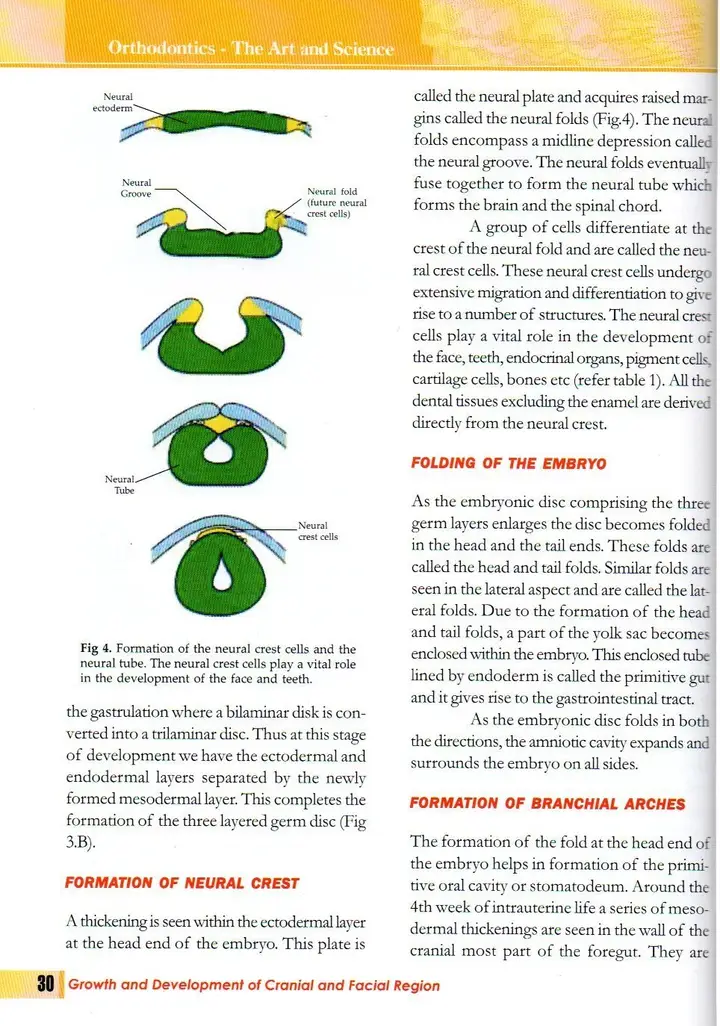 Orthodontics - The Art and Science
Neural
ectoderm
Neural
Groove
Neural fold
(future neural
crest cells)
Neural
Tube
Neural
crest cells
Fig 4. Formation of the neural crest cells and the
neural tube. The neural crest cells play a vital role
in the development of the face and teeth.
the gastrulation where a bilaminar disk is con-
verted into a trilaminar disc. Thus at this stage
of development we have the ectodermal and
endodermal layers separated by the newly
formed mesodermal layer. This completes the
formation of the three layered germ disc (Fig
3.B).
FORMATION OF NEURAL CREST
A thickening is seen within the ectodermal layer
at the head end of the embryo. This plate is
called the neural plate and acquires raised mar-
gins called the neural folds (Fig.4). The neural
folds encompass a midline depression called
the neural groove. The neural folds eventually
fuse together to form the neural tube which
forms the brain and the spinal chord.
A group of cells differentiate at the
crest of the neural fold and are called the neu-
ral crest cells. These neural crest cells undergo
extensive migration and differentiation to give
rise to a number of structures. The neural crest
cells play a vital role in the development of
the face, teeth, endocrinal organs, pigment cells,
cartilage cells, bones etc (refer table 1). All the
dental tissues excluding the enamel are derived
directly from the neural crest.
FOLDING OF THE EMBRYO
As the embryonic disc comprising the three
germ layers enlarges the disc becomes folded
in the head and the tail ends. These folds are
called the head and tail folds. Similar folds are
seen in the lateral aspect and are called the lat-
eral folds. Due to the formation of the head
and tail folds, a part of the yolk sac becomes
enclosed within the embryo. This enclosed tube
lined by endoderm is called the primitive gut
and it gives rise to the gastrointestinal tract.
As the embryonic disc folds in both
the directions, the amniotic cavity expands and
surrounds the embryo on all sides.
FORMATION OF BRANCHIAL ARCHES
The formation of the fold at the head end of
the embryo helps in formation of the primi-
tive oral cavity or stomatodeum. Around the
4th week of intrauterine life a series of meso-
dermal thickenings are seen in the wall of the
cranial most part of the foregut. They are
30 Growth and Development of Cranial and Facial Region